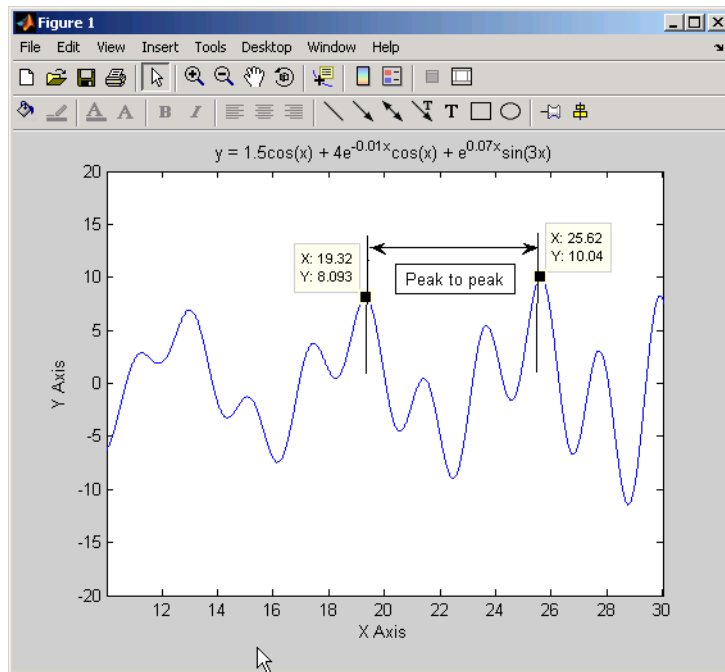 Figure 1
File Edit View Insert Tools Desktop Window Help
T
A A B I T T
y = 1.5cos(x) + 4e^-0.01x cos(x) + e^0.07x sin(3x)
20
15
10
5
0
-5
-10
-15
-20
Y Axis
X: 19.32
Y: 8.093
Peak to peak
X: 25.62
Y: 10.04
12 14 16 18 20 22 24 26 28 30
X Axis